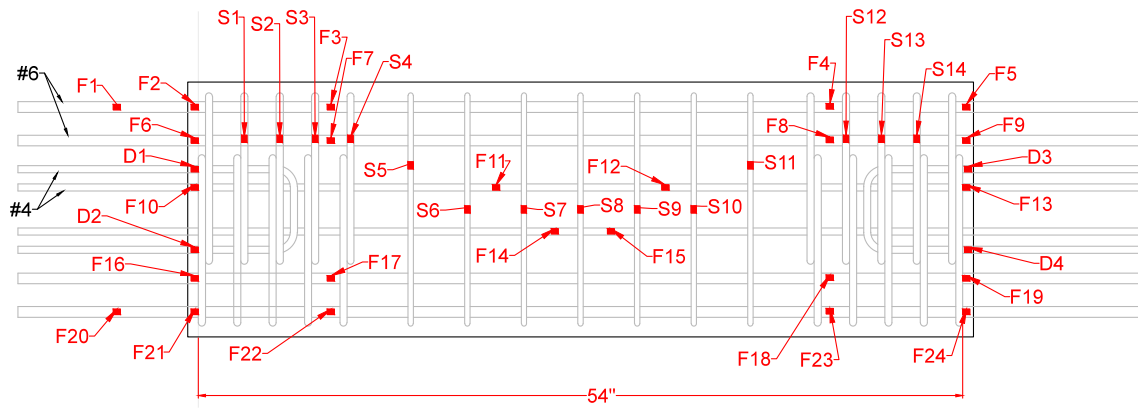 S1 S2 S3 F3 F7 S4 S12 S13 S14
#6 F1 F2 F4 F5
F6 F8 F9
D1 S5 F11 F12 S11 D3
#4 F10 F13
D2 S6 S7 S8 S9 S10
F14 F15 D4
F16 F17 F18 F19
F20 F21 F22 F23 F24
54"